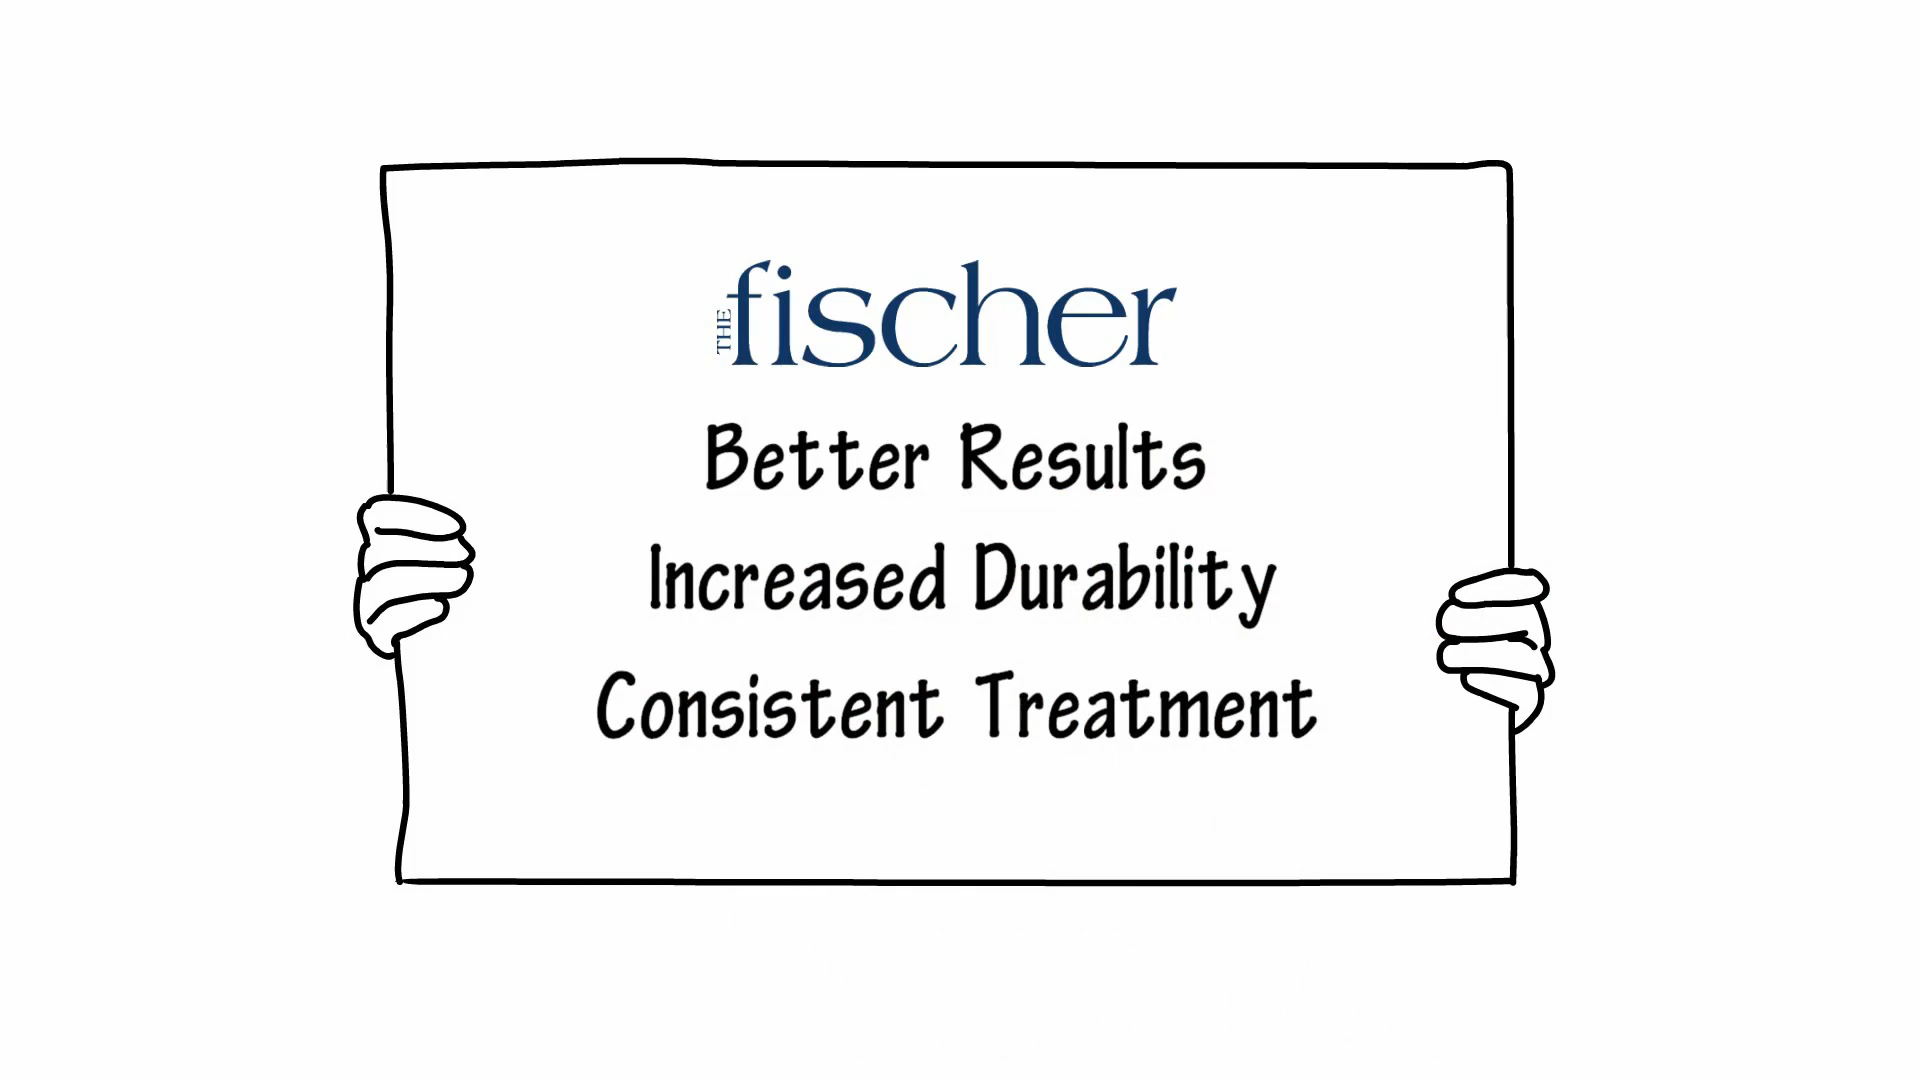 THE fischer
Better Results
Increased Durability
Consistent Treatment